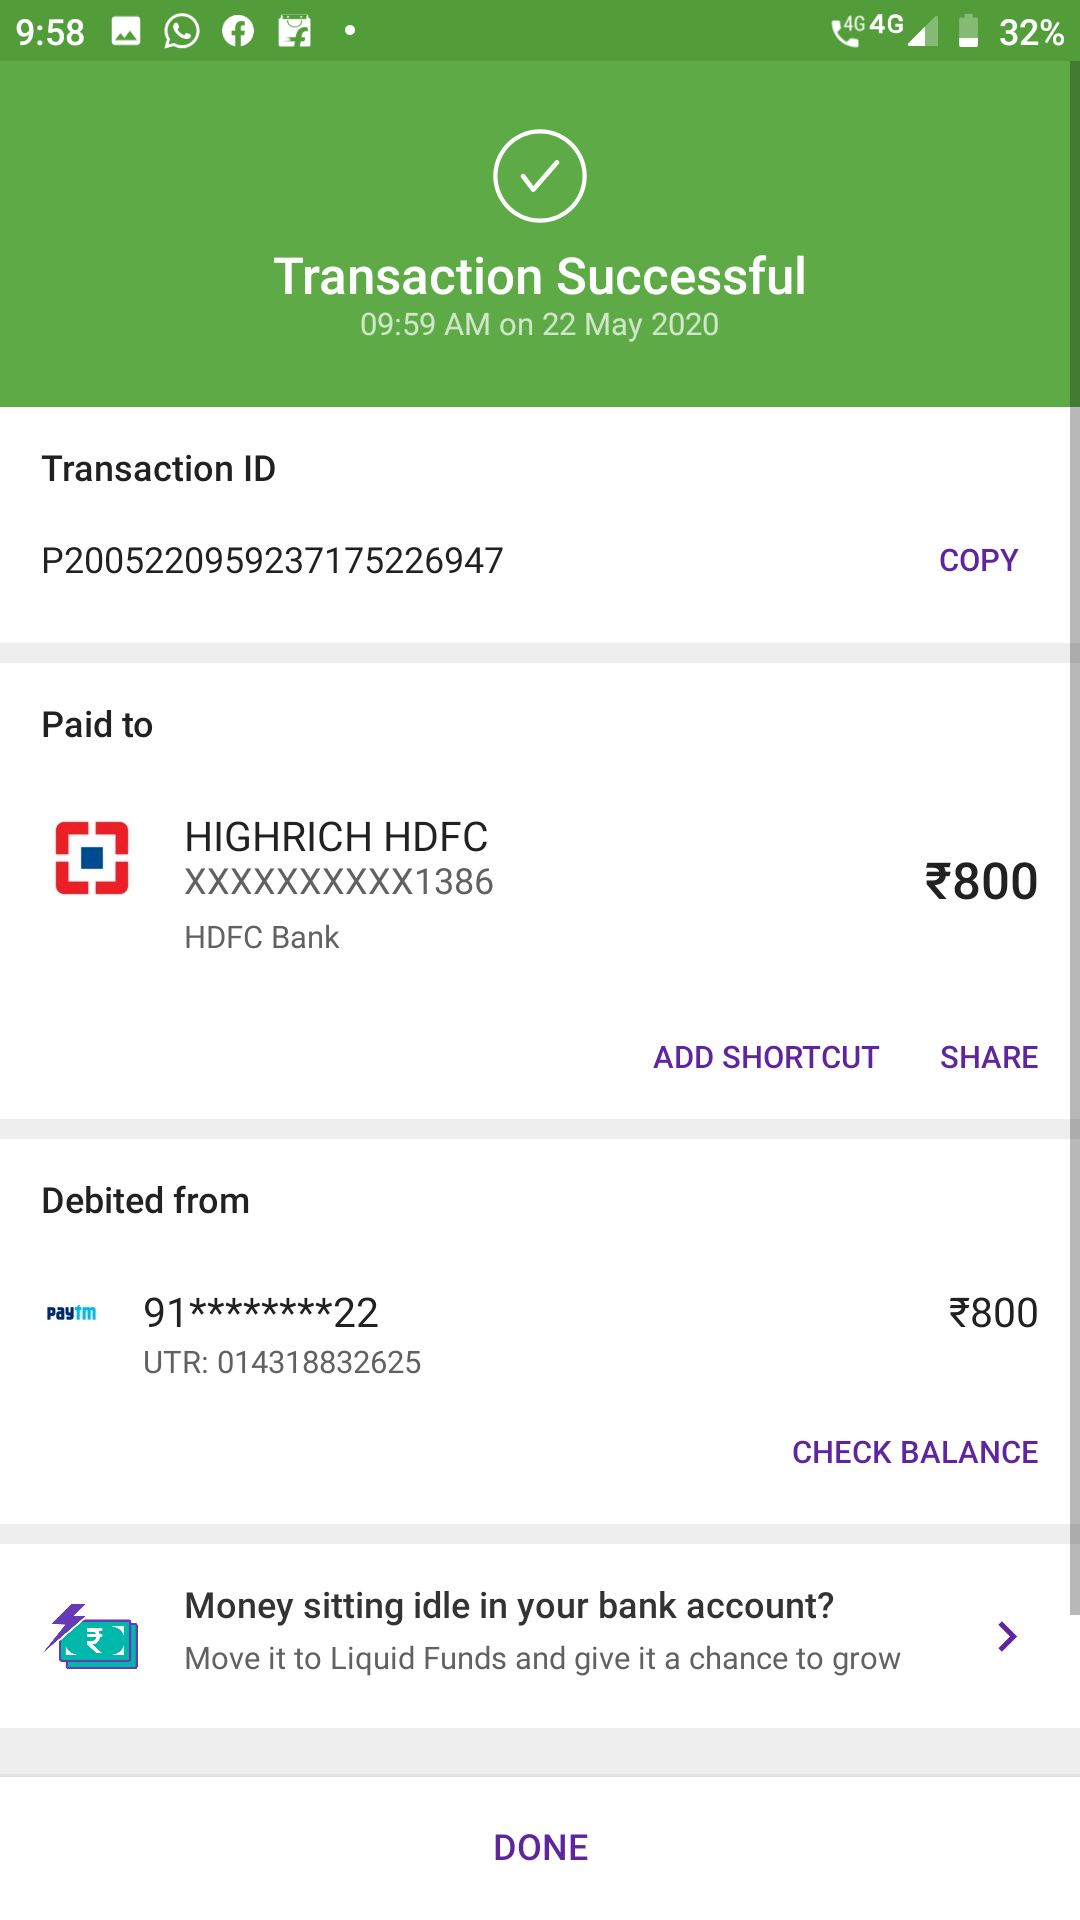 9:58 4G 4G 32%
Transaction Successful
09:59 AM on 22 May 2020
Transaction ID
P2005220959237175226947 COPY
Paid to
HIGHRICH HDFC
XXXXXXXXXX1386
₹800
HDFC Bank
ADD SHORTCUT SHARE
Debited from
paytm 91********22 ₹800
UTR: 014318832625
CHECK BALANCE
Money sitting idle in your bank account?
₹
Move it to Liquid Funds and give it a chance to grow
DONE